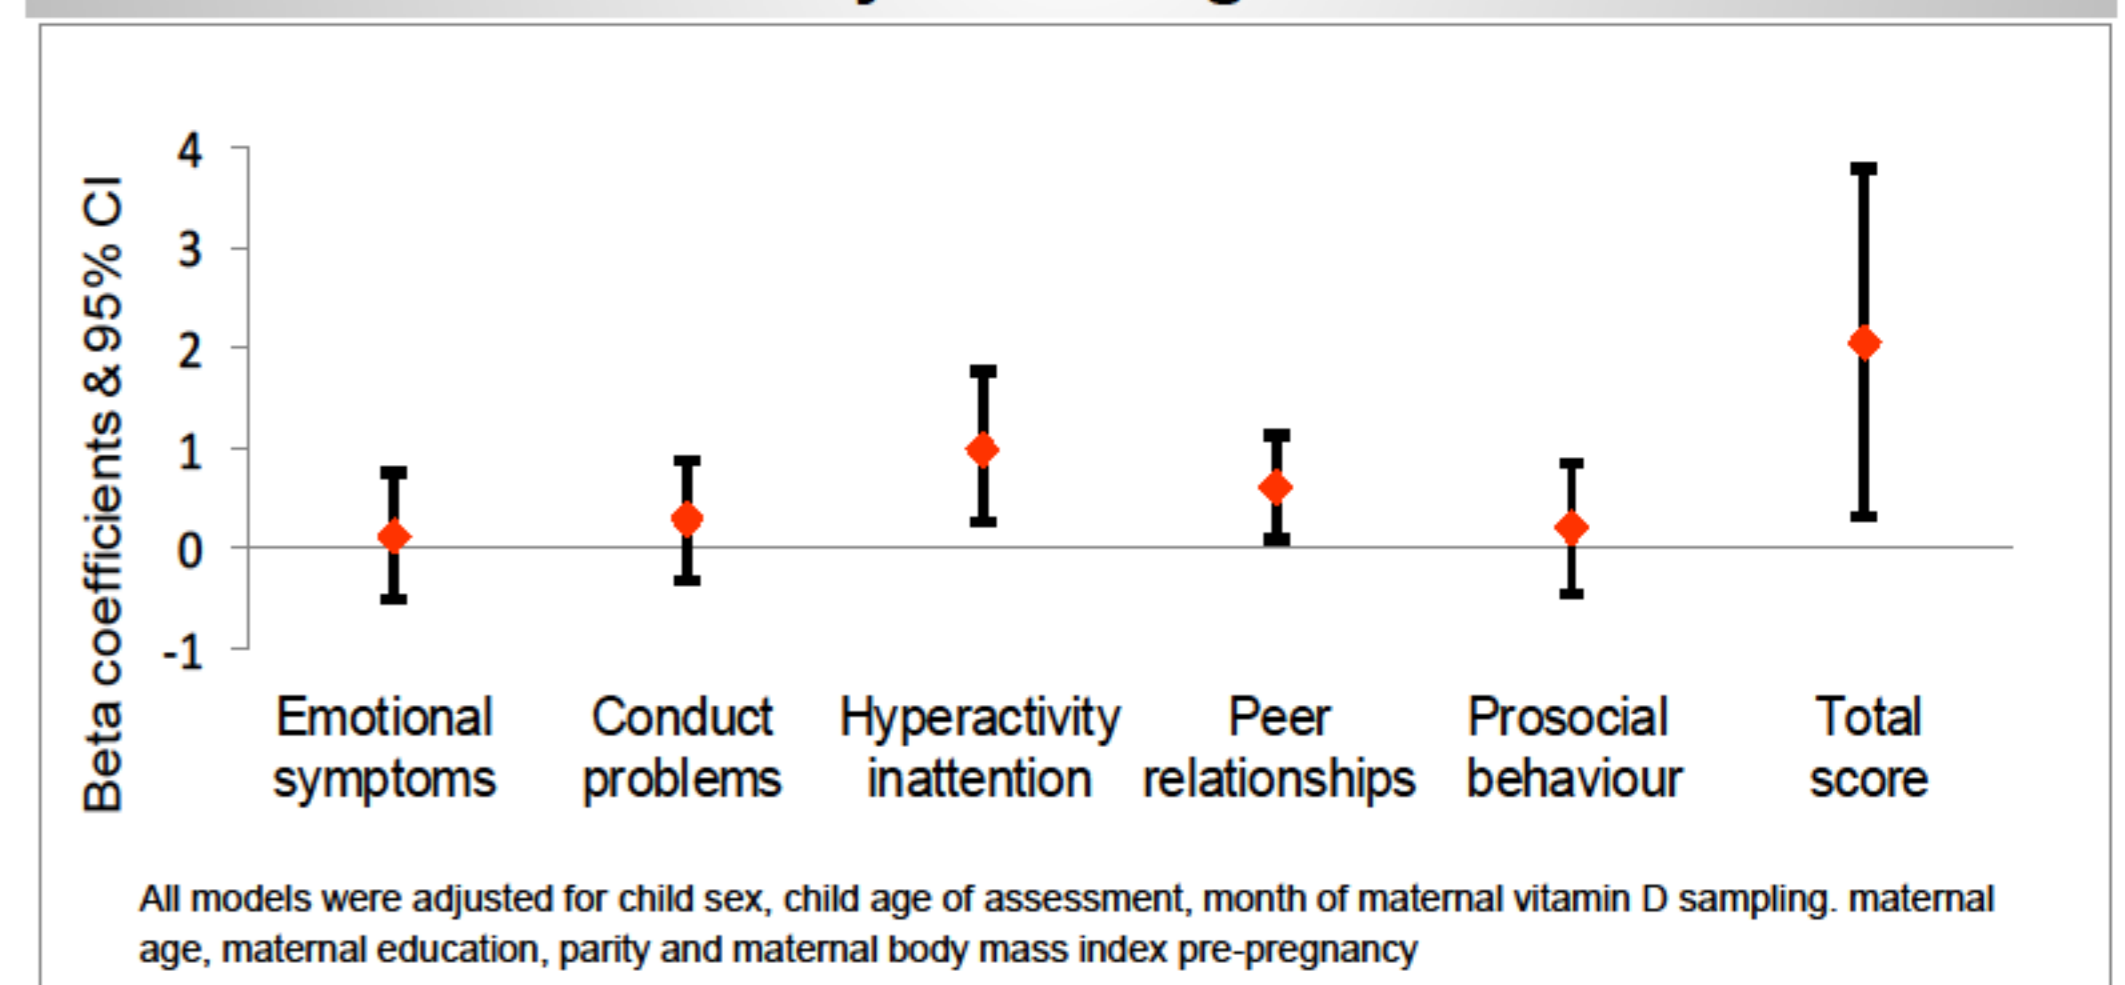 4
3
2
1
0
-1
Beta coefficients & 95% CI
Emotional symptoms
Conduct problems
Hyperactivity inattention
Peer relationships
Prosocial behaviour
Total score
All models were adjusted for child sex, child age of assessment, month of maternal vitamin D sampling. maternal
age, maternal education, parity and maternal body mass index pre-pregnancy